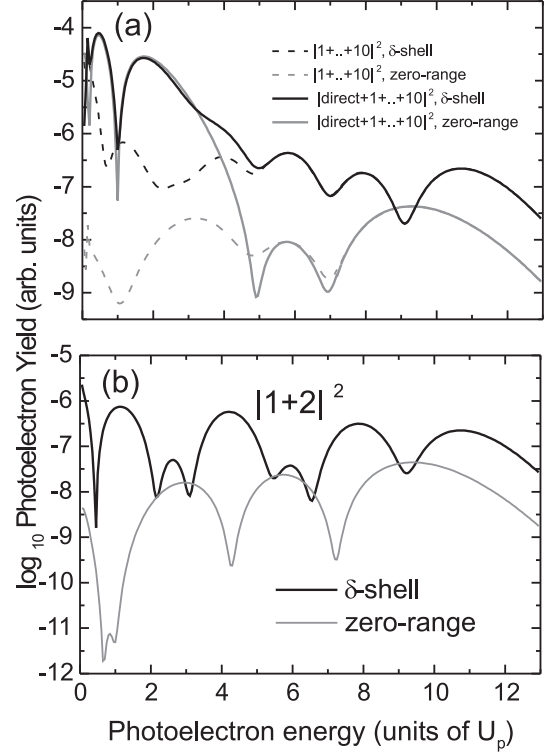 (a)
|1+..+10|², δ-shell
|1+..+10|², zero-range
|direct+1+..+10|², δ-shell
|direct+1+..+10|², zero-range
-4
-5
-6
-7
-8
-9
log 10 Photoelectron Yield (arb. units)
(b)
|1+2| ²
-5
-6
-7
-8
-9
-10
-11
-12
δ-shell
zero-range
0 2 4 6 8 10 12
Photoelectron energy (units of Up)